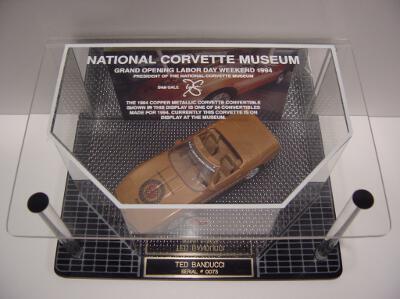 NATIONAL CORVETTE MUSEUM
GRAND OPENING LABOR DAY WEEKEND 1994
PRESIDENT OF THE NATIONAL CORVETTE MUSEUM
DAN GALE
THE 1994 COPPER METALLIC CORVETTE CONVERTIBLE
SHOWN IN THIS DISPLAY IS ONE OF 24 CONVERTIBLES
MADE FOR 1994. CURRENTLY THIS CORVETTE IS ON
DISPLAY AT THE MUSEUM.
TED BANDUCCI
SERIAL # 0073